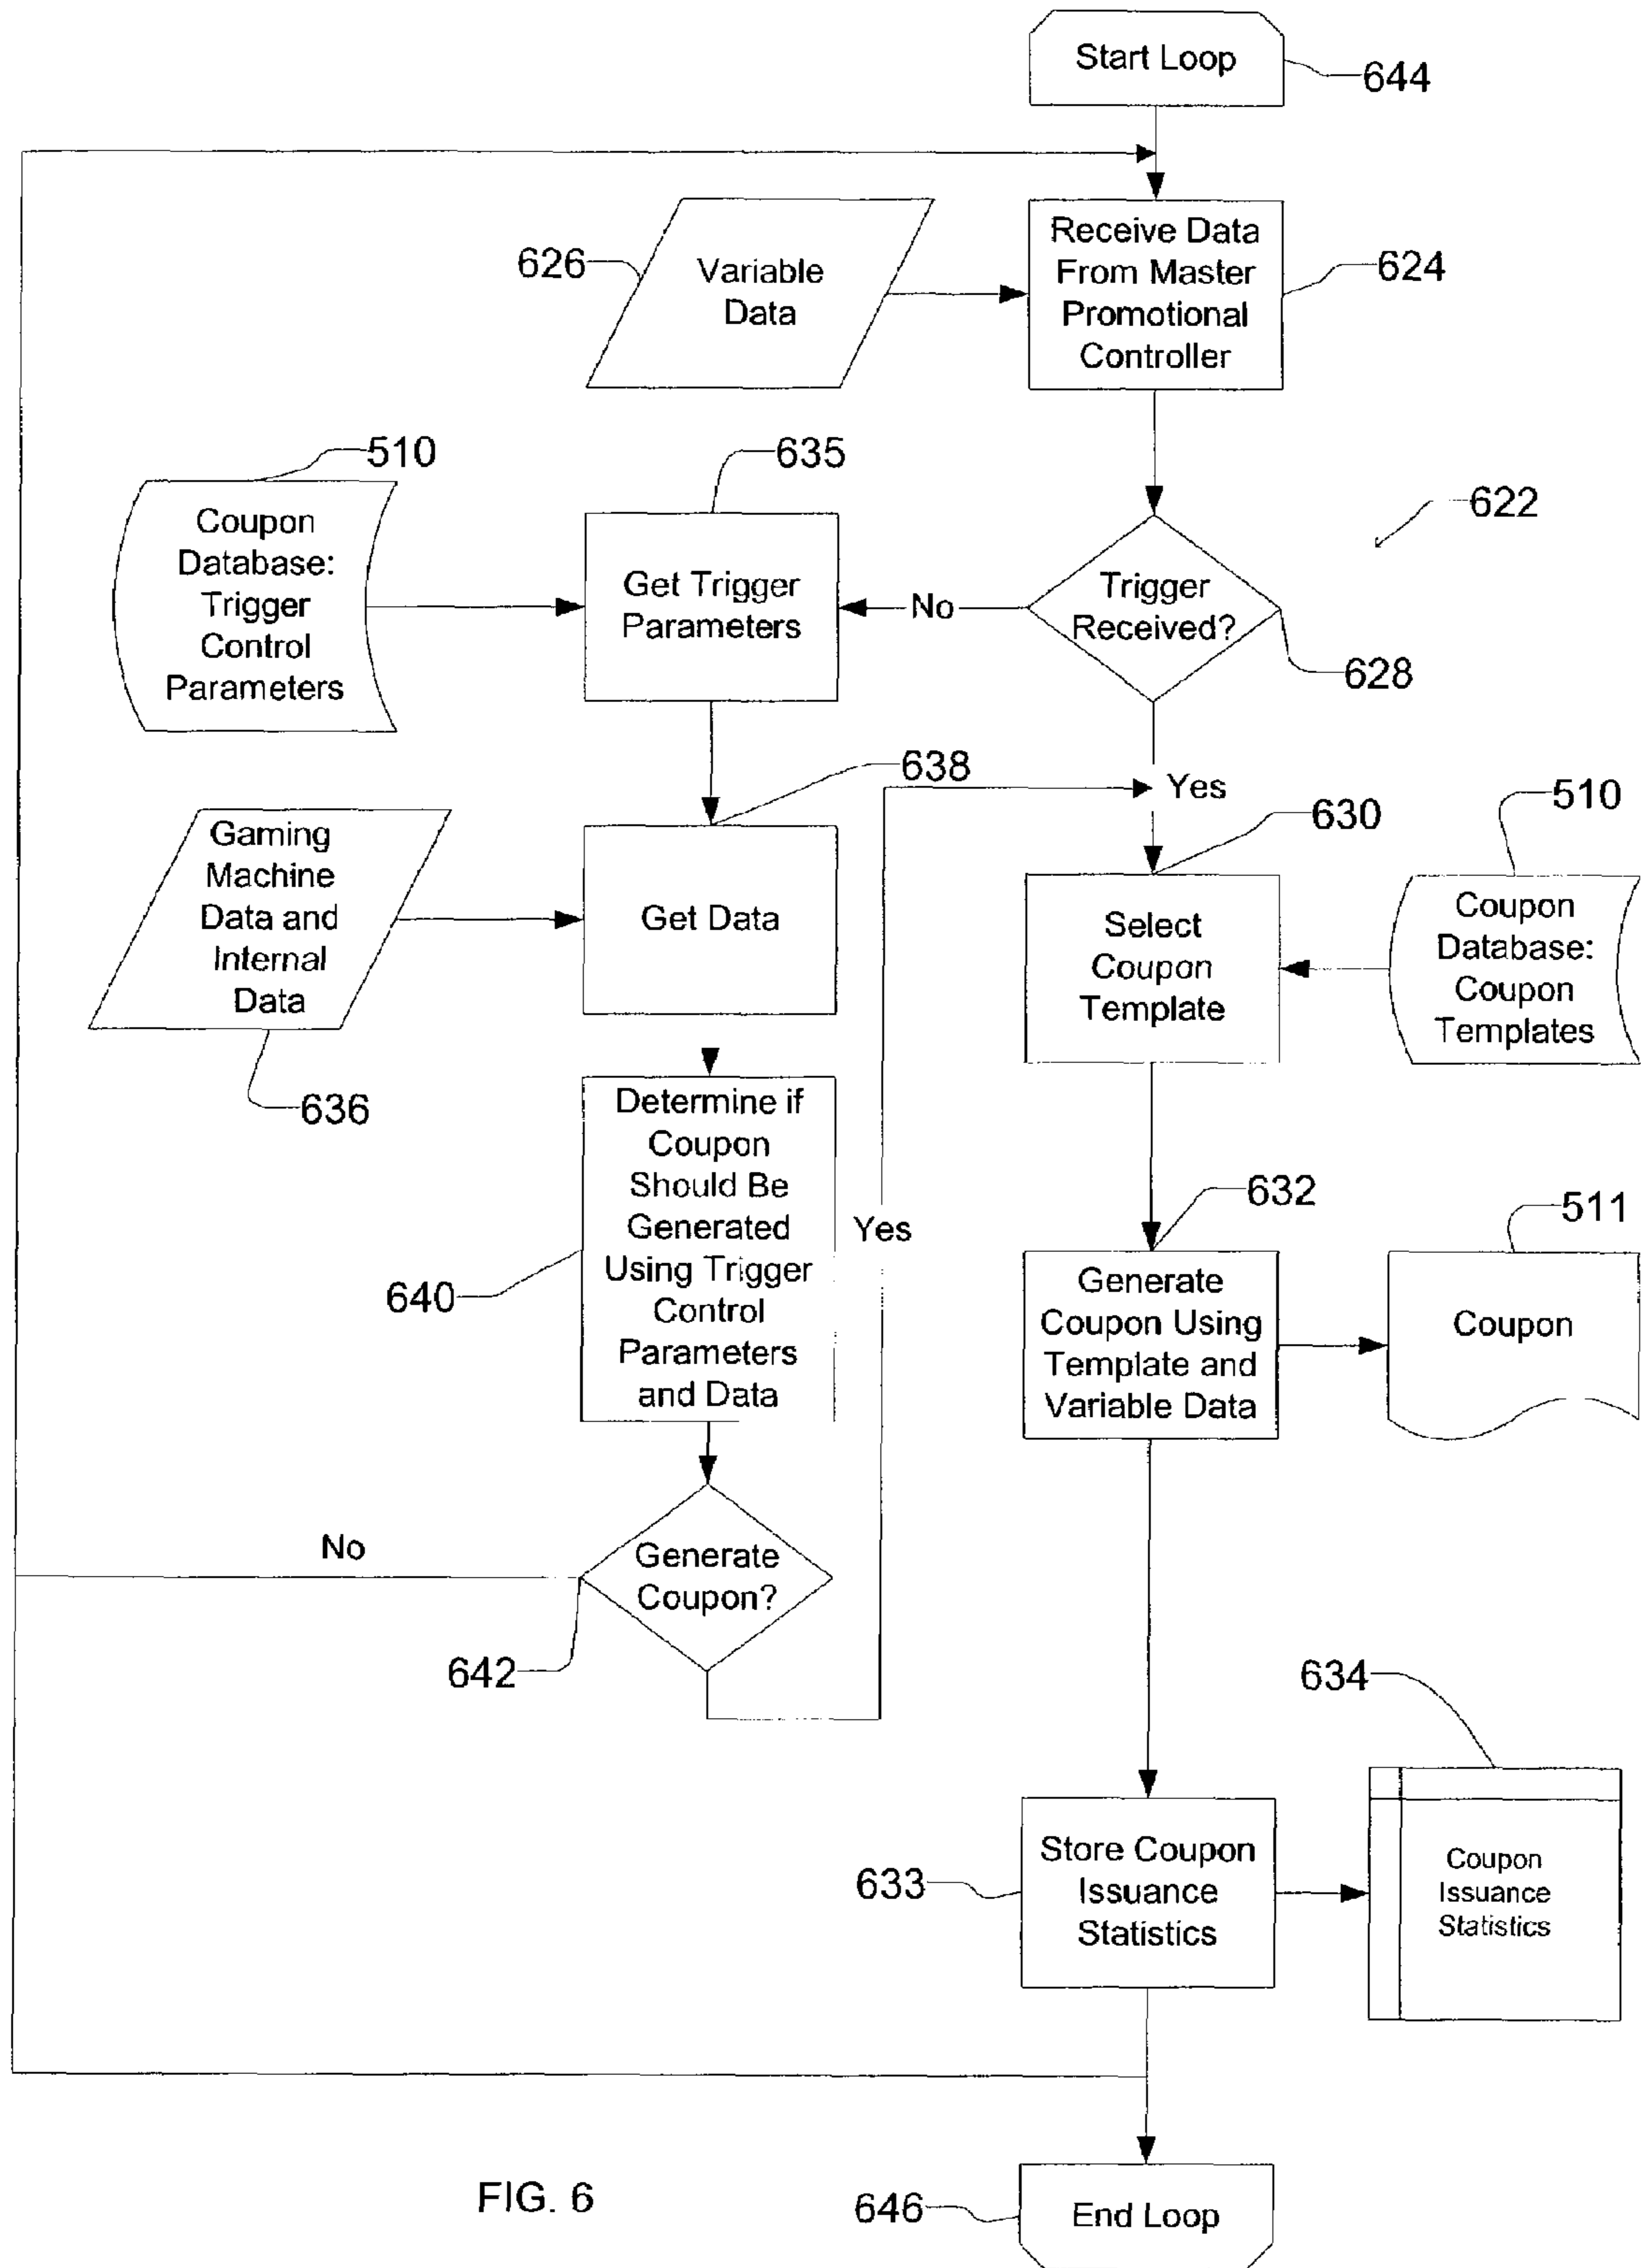 Start Loop
644
Receive Data
From Master
Promotional
Controller
624
626
Variable
Data
510
635
622
Coupon
Database:
Trigger
Control
Parameters
Get Trigger
Parameters
No
Trigger
Received?
628
638
Yes
630
510
Gaming
Machine
Data and
Internal
Data
636
Get Data
Select
Coupon
Template
Coupon
Database:
Coupon
Templates
Determine if
Coupon
Should Be
Generated
Using Trigger
Control
Parameters
and Data
640
Yes
632
511
Generate
Coupon Using
Template and
Variable Data
Coupon
No
Generate
Coupon?
642
634
633
Store Coupon
Issuance
Statistics
Coupon
Issuance
Statistics
FIG. 6
646
End Loop